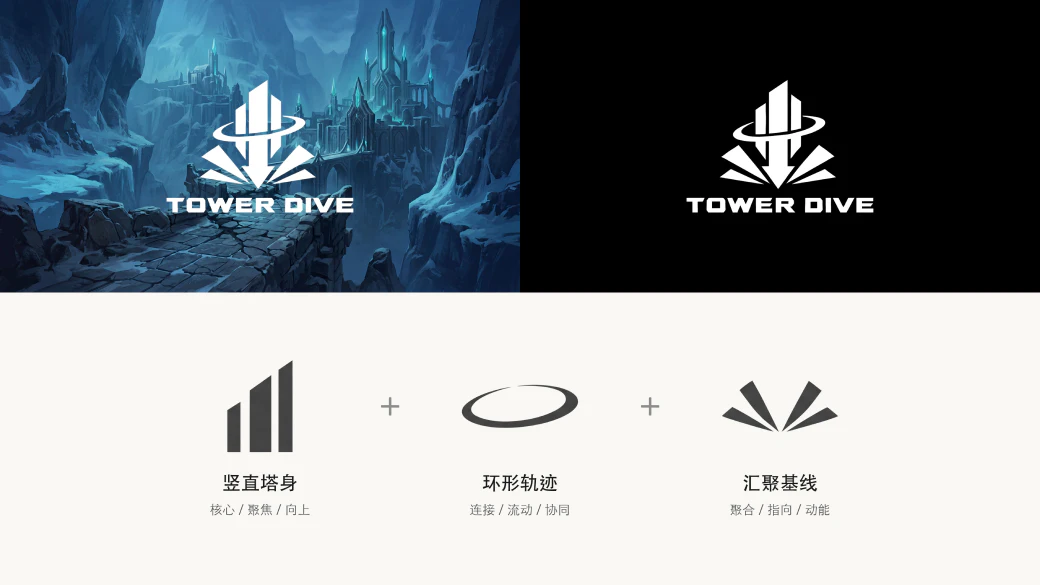 TOWER DIVE
TOWER DIVE
竖直塔身
核心 / 聚焦 / 向上
环形轨迹
连接 / 流动 / 协同
汇聚基线
聚合 / 指向 / 动能